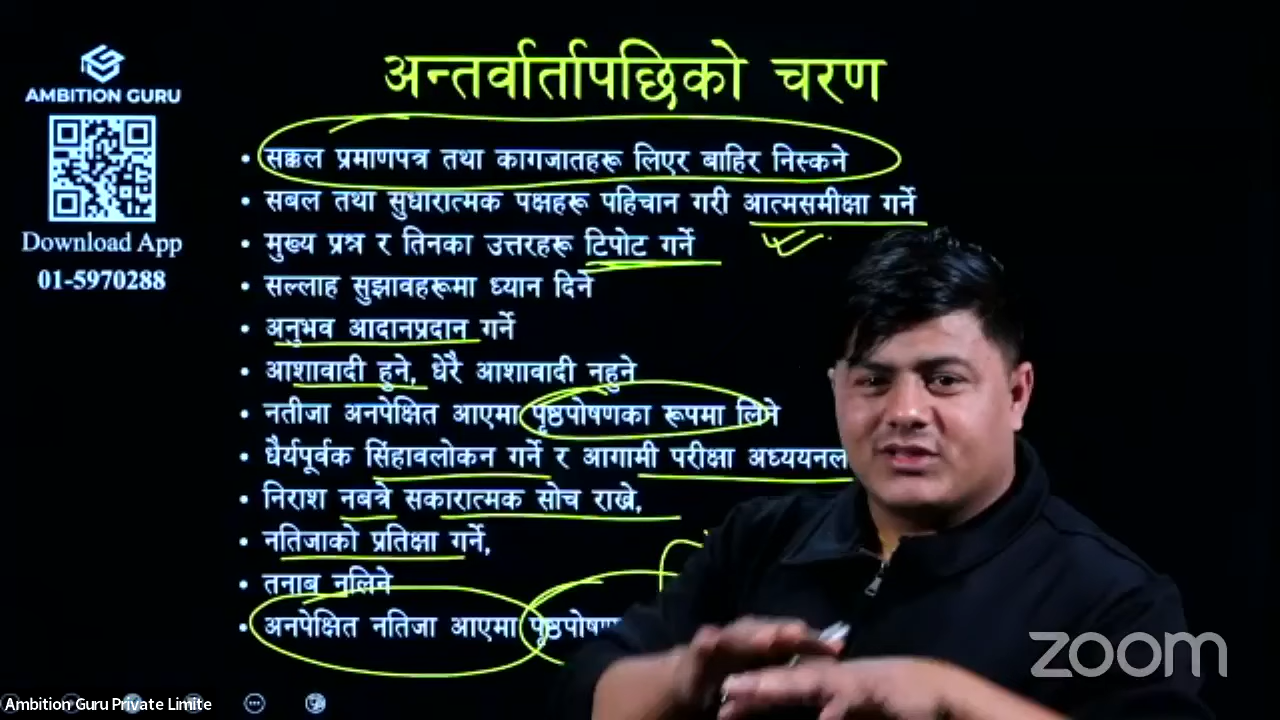 AMBITION GURU
Download App
01-5970288
अन्तर्वार्तापछिको चरण
• सक्कल प्रमाणपत्र तथा कागजातहरू लिएर बाहिर निस्कने
• सबल तथा सुधारात्मक पक्षहरू पहिचान गरी आत्मसमीक्षा गर्ने
• मुख्य प्रश्न र तिनका उत्तरहरू टिपोट गर्ने
• सल्लाह सुझावहरूमा ध्यान दिने
• अनुभव आदानप्रदान गर्ने
• आशावादी हुने, धेरै आशावादी नहुने
• नतीजा अनपेक्षित आएमा पृष्ठपोषणका रूपमा लिने
• धैर्यपूर्वक सिंहावलोकन गर्ने र आगामी परीक्षा
• निराश नबन्ने सकारात्मक सोच राख्ने,
• नतिजाको प्रतिक्षा गर्ने,
• तनाब नलिने
• अनपेक्षित नतिजा आएमा
zoom
Ambition Guru Private Limite